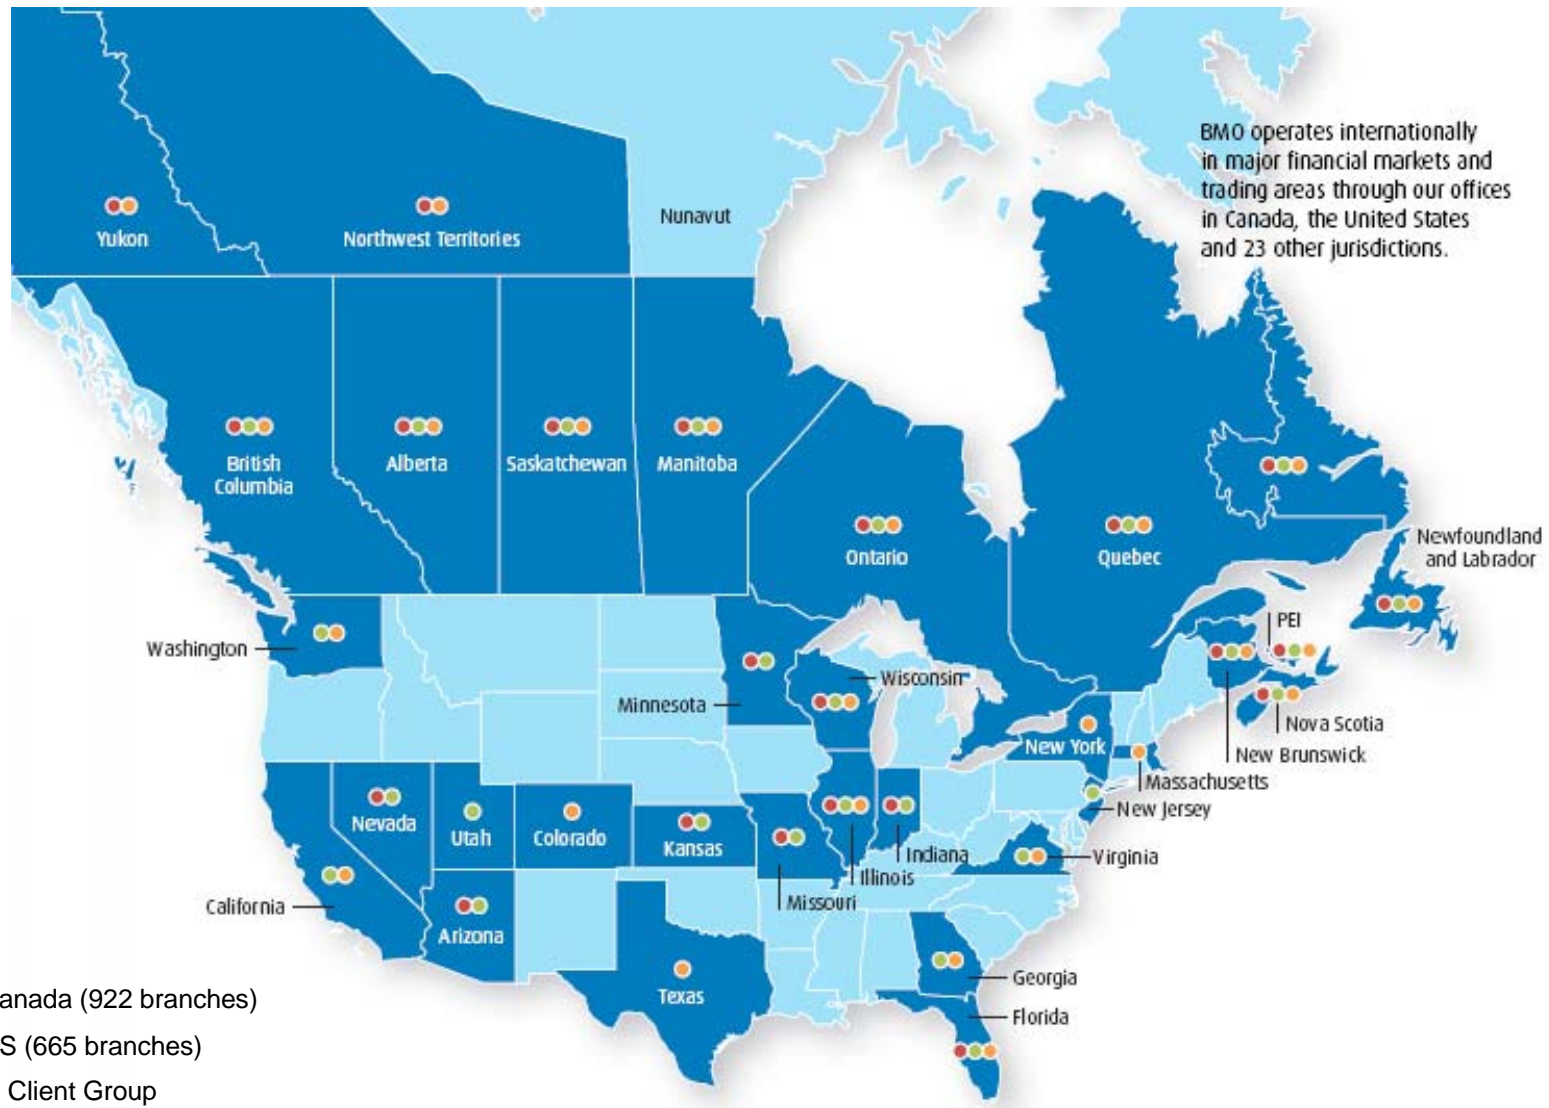 BMO operates internationally
in major financial markets and
trading areas through our offices
in Canada, the United States
and 23 other jurisdictions.
Nunavut
Yukon
Northwest Territories
British
Columbia
Alberta
Saskatchewan
Manitoba
Ontario
Quebec
Newfoundland
and Labrador
PEI
Washington
Wisconsin
Minnesota
Nova Scotia
New York
New Brunswick
Massachusetts
New Jersey
Nevada
Utah
Colorado
Kansas
Indiana
Virginia
Illinois
Missouri
California
Arizona
Texas
Georgia
Florida
anada (922 branches)
S (665 branches)
Client Group